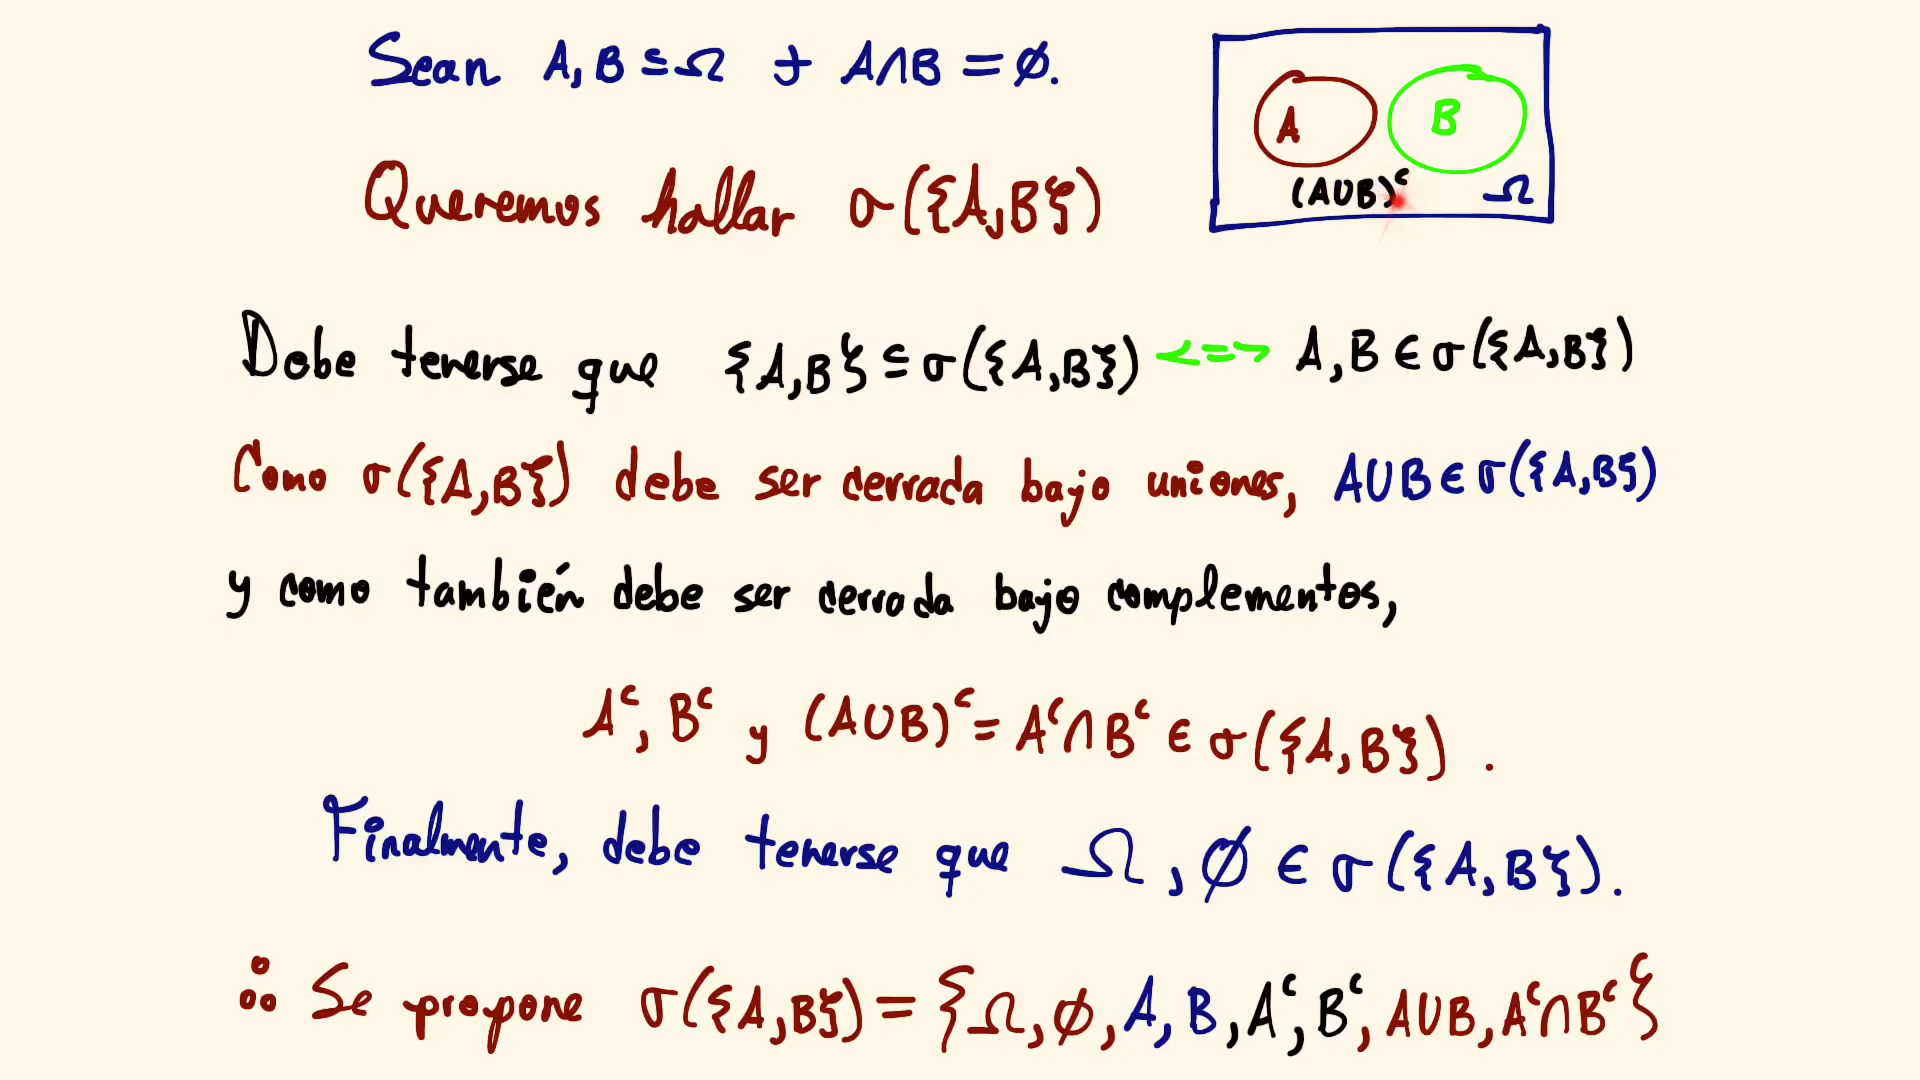 Sean A, B ⊆ Ω ∓ A∩B = ∅.
A
B
(A∪B)ᶜ
Ω
Queremos hallar σ({A,B})
Debe tenerse que {A,B} ⊆ σ({A,B}) <=> A,B ∈ σ({A,B})
Como σ({A,B}) debe ser cerrada bajo uniones, A∪B ∈ σ({A,B})
y como también debe ser cerrada bajo complementos,
Aᶜ, Bᶜ y (A∪B)ᶜ = Aᶜ∩Bᶜ ∈ σ({A,B}) .
Finalmente, debe tenerse que Ω, ∅ ∈ σ({A,B}).
∴ Se propone σ({A,B}) = {Ω, ∅, A, B, Aᶜ, Bᶜ, A∪B, Aᶜ∩Bᶜ}